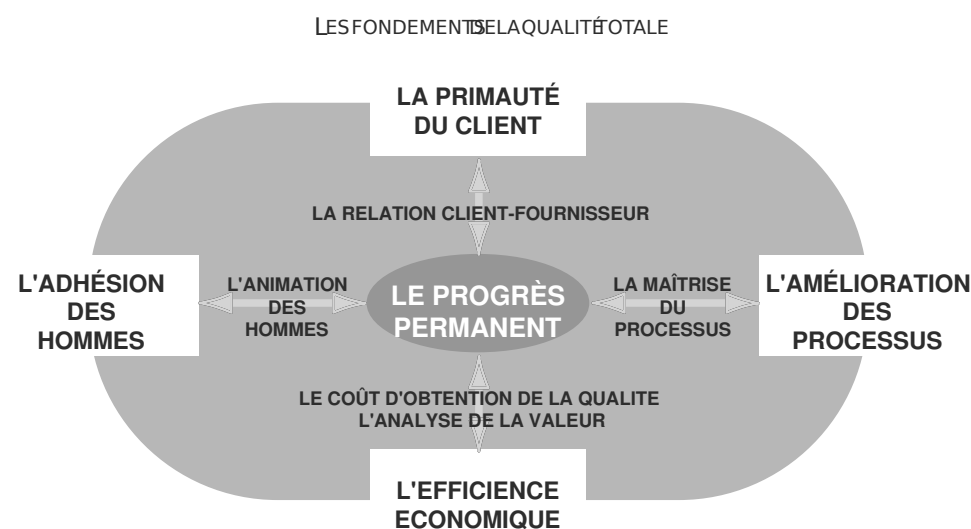 LES FONDEMENTS DE LA QUALITÉ TOTALE
LA PRIMAUTÉ
DU CLIENT
LA RELATION CLIENT-FOURNISSEUR
L'ADHÉSION
DES
HOMMES
L'ANIMATION
DES
HOMMES
LE PROGRÈS
PERMANENT
LA MAÎTRISE
DU
PROCESSUS
L'AMÉLIORATION
DES
PROCESSUS
LE COÛT D'OBTENTION DE LA QUALITE
L'ANALYSE DE LA VALEUR
L'EFFICIENCE
ECONOMIQUE